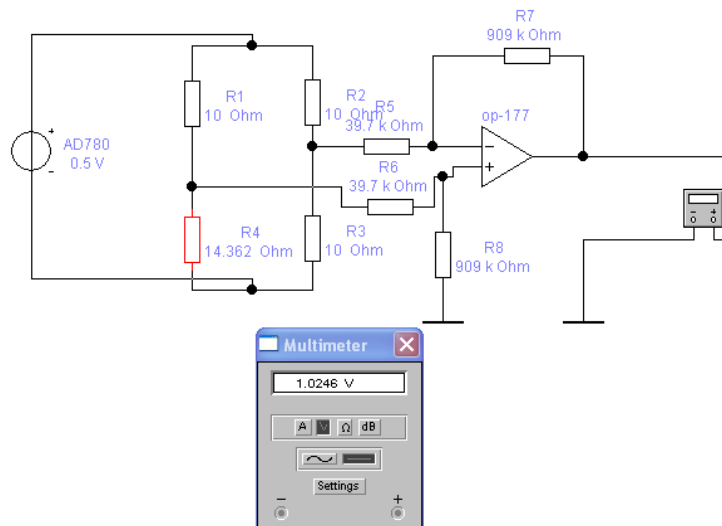 R7
909 k Ohm
R1
10 Ohm
R2
10 Ohm
R5
39.7 k Ohm
op-177
AD780
0.5 V
R6
39.7 k Ohm
R4
14.362 Ohm
R3
10 Ohm
R8
909 k Ohm
Multimeter
1.0246 V
A V Ω dB
Settings